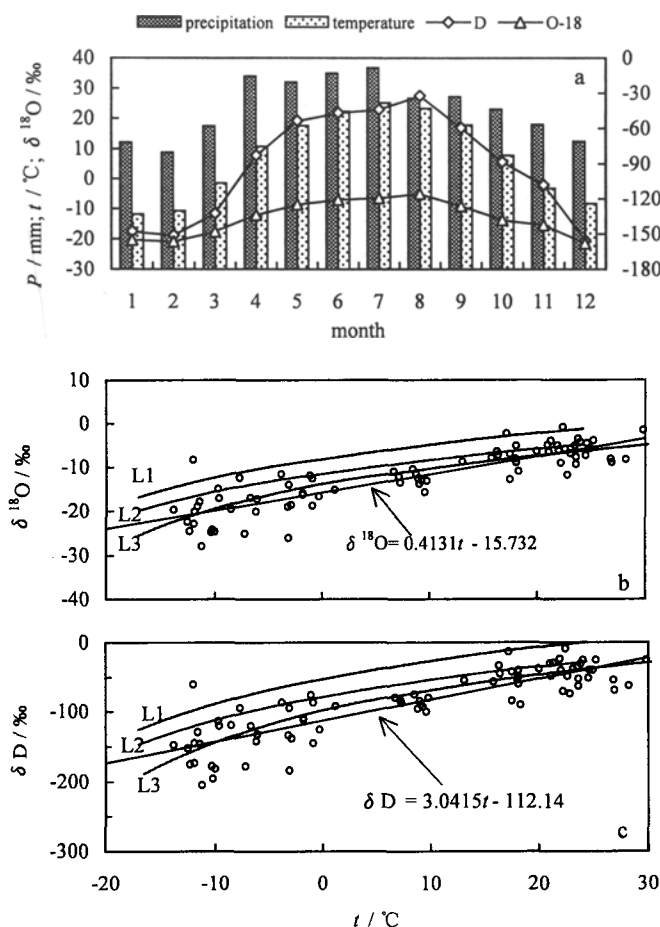 precipitation temperature D O-18
a
P / mm; t / ℃; δ ¹⁸O / ‰
40
30
20
10
0
-10
-20
-30
0
-30
-60
-90
-120
-150
-180
1 2 3 4 5 6 7 8 9 10 11 12
month
δ ¹⁸O / ‰
10
0
-10
-20
-30
-40
L1
L2
L3
δ ¹⁸O= 0.4131t - 15.732
b
δ D / ‰
0
-100
-200
-300
L1
L2
L3
δ D = 3.0415t - 112.14
c
-20 -10 0 10 20 30
t / ℃